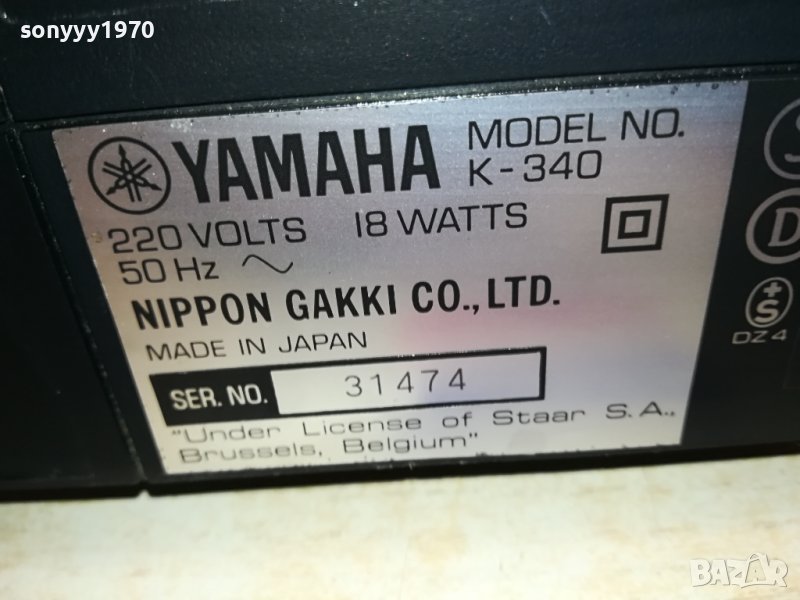 sonyyy1970
YAMAHA
MODEL NO.
K-340
220 VOLTS 18 WATTS
50 Hz
NIPPON GAKKI CO., LTD.
MADE IN JAPAN
SER. NO. 31474
"Under License of Staar S.A.,
Brussels, Belgium"
S
D
+S
DZ4
BAZAR